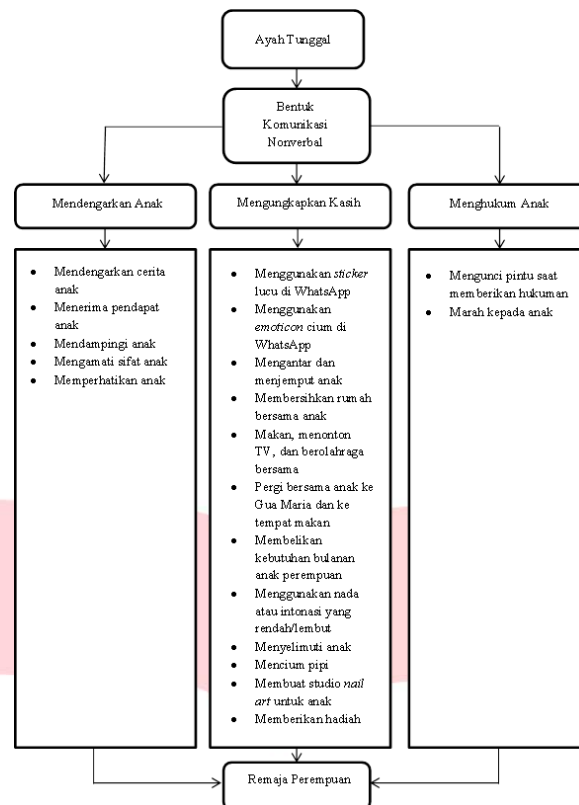 Ayah Tunggal
Bentuk
Komunikasi
Nonverbal
Mendengarkan Anak
Mengungkapkan Kasih
Menghukum Anak
• Mendengarkan cerita
anak
• Menerima pendapat
anak
• Mendampingi anak
• Mengamati sifat anak
• Memperhatikan anak
• Menggunakan sticker
lucu di WhatsApp
• Menggunakan
emoticon cium di
WhatsApp
• Mengantar dan
menjemput anak
• Membersihkan rumah
bersama anak
• Makan, menonton
TV, dan berolahraga
bersama
• Pergi bersama anak ke
Gua Maria dan ke
tempat makan
• Membelikan
kebutuhan bulanan
anak perempuan
• Menggunakan nada
atau intonasi yang
rendah/lembut
• Menyelimuti anak
• Mencium pipi
• Membuat studio nail
art untuk anak
• Memberikan hadiah
• Mengunci pintu saat
memberikan hukuman
• Marah kepada anak
Remaja Perempuan